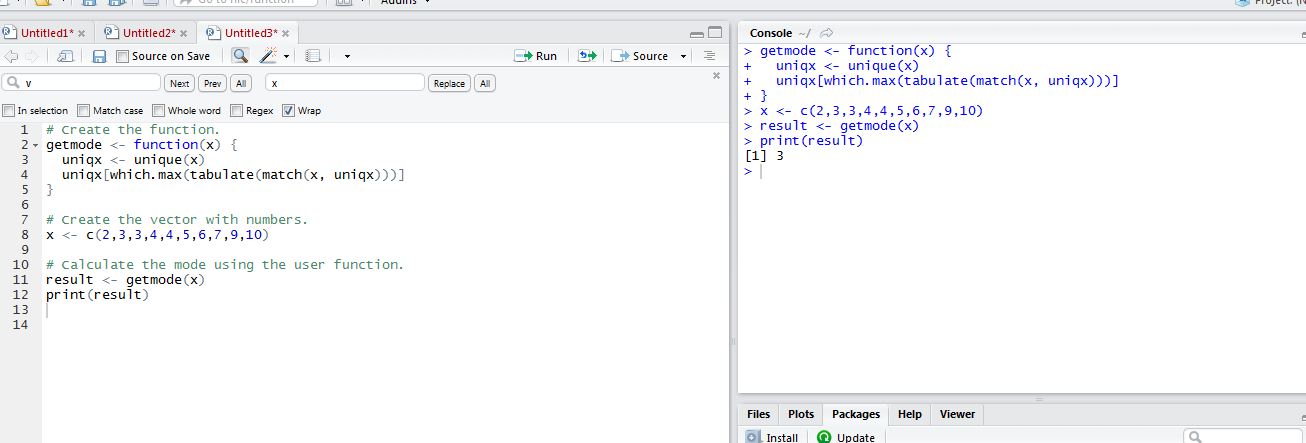 Go to file/function
Addins
Project: (N
Untitled1*
Untitled2*
Untitled3*
Source on Save
Run
Source
v
Next
Prev
All
x
Replace
All
In selection
Match case
Whole word
Regex
Wrap
1 # Create the function.
2 getmode <- function(x) {
3   uniqx <- unique(x)
4   uniqx[which.max(tabulate(match(x, uniqx)))]
5 }
6
7 # Create the vector with numbers.
8 x <- c(2,3,3,4,4,5,6,7,9,10)
9
10 # Calculate the mode using the user function.
11 result <- getmode(x)
12 print(result)
13
14
Console ~/
> getmode <- function(x) {
+   uniqx <- unique(x)
+   uniqx[which.max(tabulate(match(x, uniqx)))]
+ }
> x <- c(2,3,3,4,4,5,6,7,9,10)
> result <- getmode(x)
> print(result)
[1] 3
>
Files
Plots
Packages
Help
Viewer
Install
Update